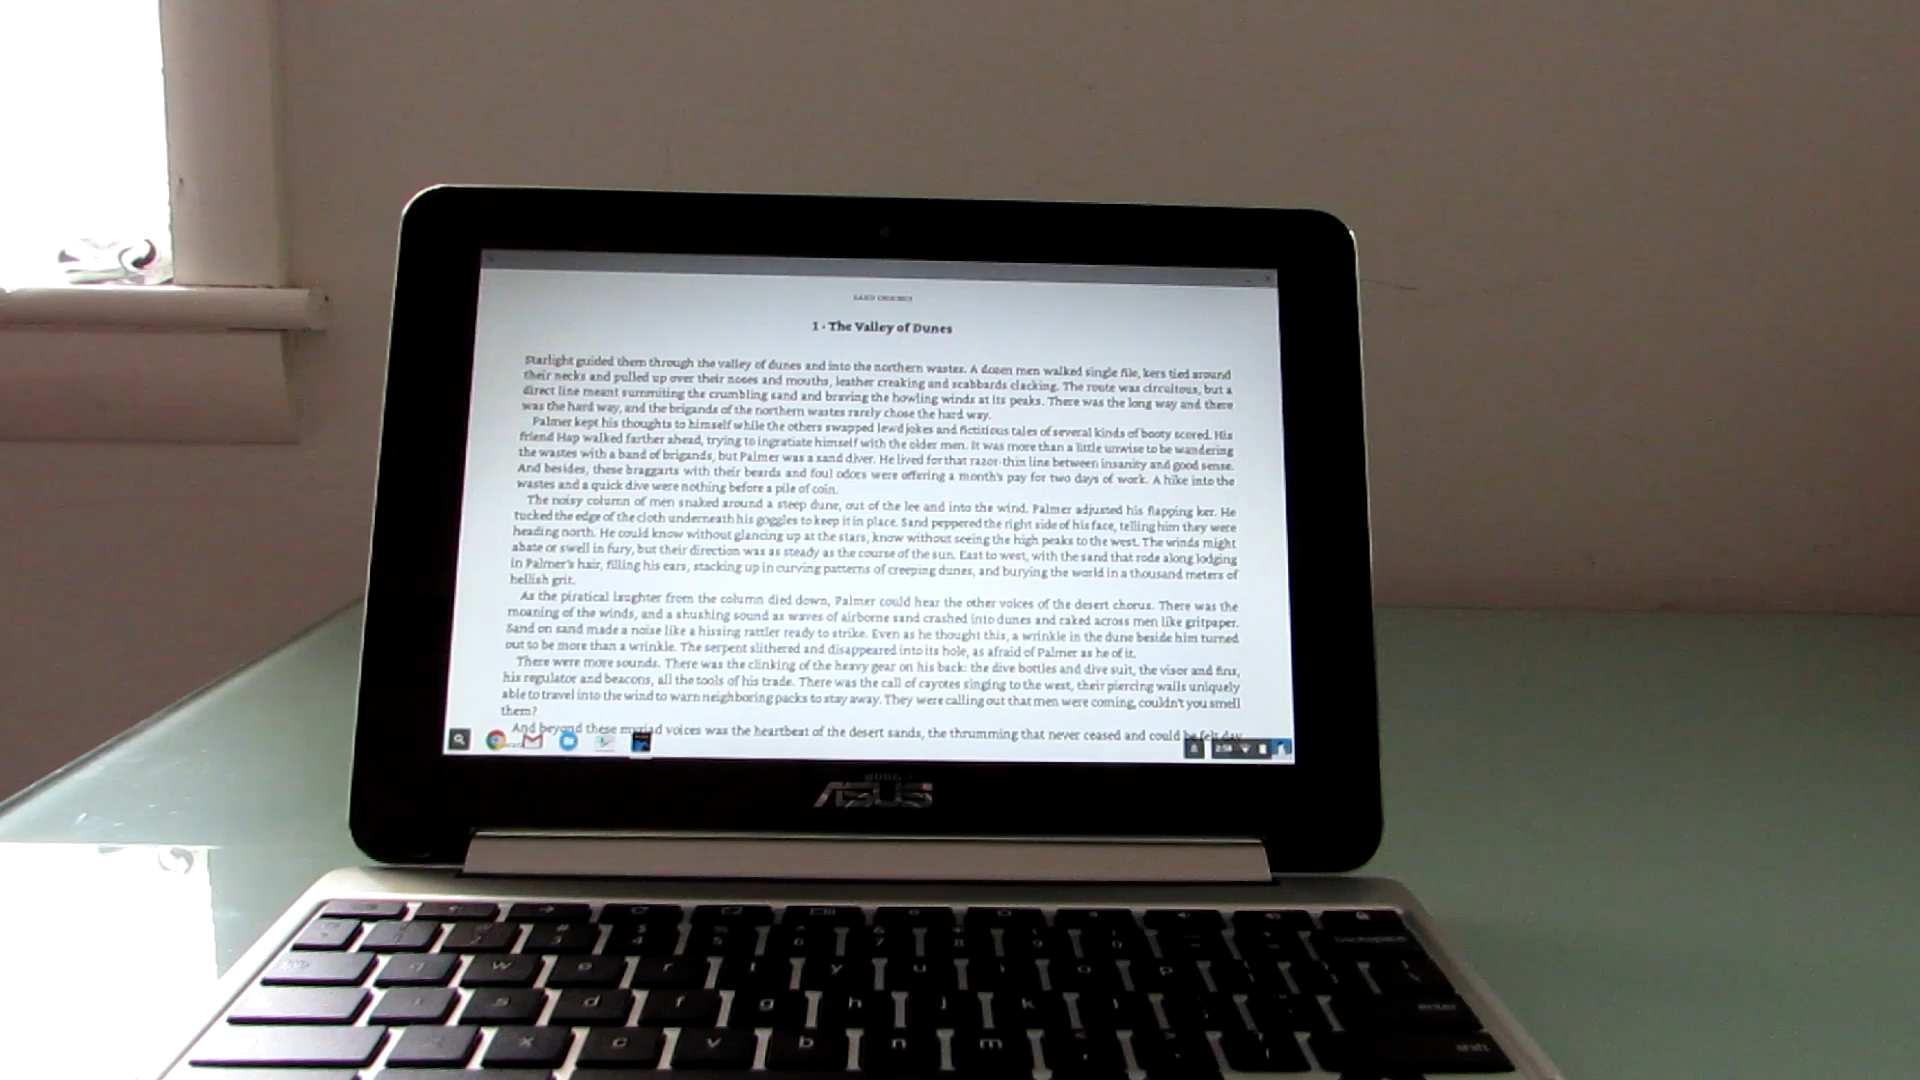 1 · The Valley of Dunes
Starlight guided them through the valley of dunes and into the northern wastes. A dozen men walked single file, kers tied around
their necks and pulled up over their noses and mouths, leather creaking and scabbards clacking. The route was circuitous, but a
direct line meant summiting the crumbling sand and braving the howling winds at its peaks. There was the long way and there
was the hard way, and the brigands of the northern wastes rarely chose the hard way.
Palmer kept his thoughts to himself while the others swapped lewd jokes and fictitious tales of several kinds of booty scored. His
friend Hap walked farther ahead, trying to ingratiate himself with the older men. It was more than a little unwise to be wandering
the wastes with a band of brigands, but Palmer was a sand diver. He lived for that razor-thin line between insanity and good sense.
And besides, these braggarts with their beards and foul odors were offering a month's pay for two days of work. A hike into the
wastes and a quick dive were nothing before a pile of coin.
The noisy column of men snaked around a steep dune, out of the lee and into the wind. Palmer adjusted his flapping ker. He
tucked the edge of the cloth underneath his goggles to keep it in place. Sand peppered the right side of his face, telling him they were
heading north. He could know without glancing up at the stars, know without seeing the high peaks to the west. The winds might
abate or swell in fury, but their direction was as steady as the course of the sun. East to west, with the sand that rode along lodging
in Palmer's hair, filling his ears, stacking up in curving patterns of creeping dunes, and burying the world in a thousand meters of
hellish grit.
As the piratical laughter from the column died down, Palmer could hear the other voices of the desert chorus. There was the
moaning of the winds, and a shushing sound as waves of airborne sand crashed into dunes and raked across men like gritpaper.
Sand on sand made a noise like a hissing rattler ready to strike. Even as he thought this, a wrinkle in the dune beside him turned
out to be more than a wrinkle. The serpent slithered and disappeared into its hole, as afraid of Palmer as he of it.
There were more sounds. There was the clinking of the heavy gear on his back: the dive bottles and dive suit, the visor and fins,
his regulator and beacons, all the tools of his trade. There was the call of cayotes singing to the west, their piercing wails uniquely
able to travel into the wind to warn neighboring packs to stay away. They were calling out that men were coming, couldn't you smell
them?
And beyond these myriad voices was the heartbeat of the desert sands, the thrumming that never ceased and could be felt day
2:58
ASUS
4 5 6 7 8 9 0
backspace
q w e r t y u i o p
s d f g h j k l
enter
x c v b n m
shift